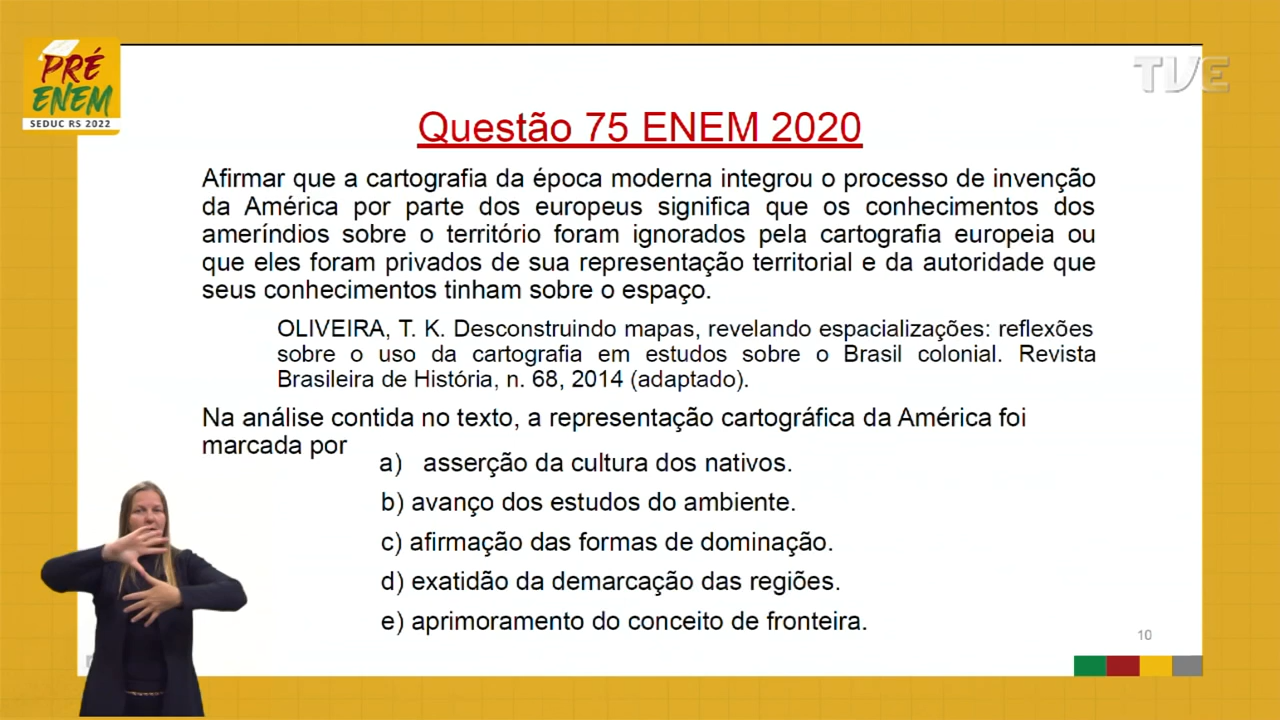 PRÉ
ENEM
SEDUC RS 2022
TVE
Questão 75 ENEM 2020
Afirmar que a cartografia da época moderna integrou o processo de invenção
da América por parte dos europeus significa que os conhecimentos dos
ameríndios sobre o território foram ignorados pela cartografia europeia ou
que eles foram privados de sua representação territorial e da autoridade que
seus conhecimentos tinham sobre o espaço.
OLIVEIRA, T. K. Desconstruindo mapas, revelando espacializações: reflexões
sobre o uso da cartografia em estudos sobre o Brasil colonial. Revista
Brasileira de História, n. 68, 2014 (adaptado).
Na análise contida no texto, a representação cartográfica da América foi
marcada por
a) asserção da cultura dos nativos.
b) avanço dos estudos do ambiente.
c) afirmação das formas de dominação.
d) exatidão da demarcação das regiões.
e) aprimoramento do conceito de fronteira.
10